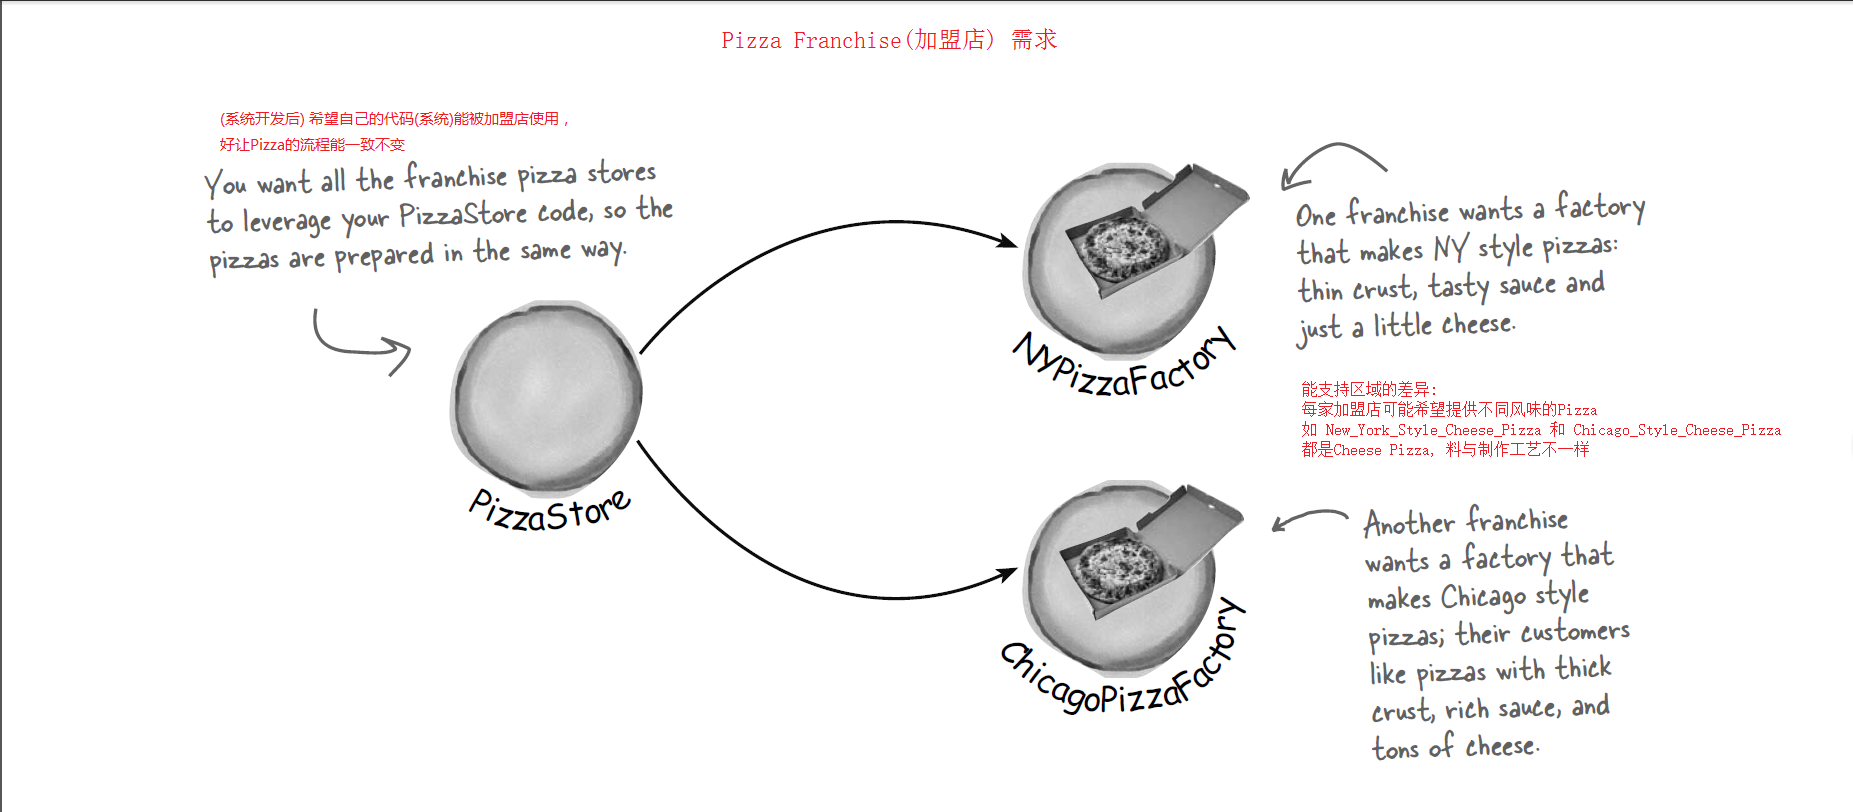 Pizza Franchise(加盟店) 需求
(系统开发后) 希望自己的代码(系统)能被加盟店使用，
好让Pizza的流程能一致不变
You want all the franchise pizza stores
to leverage your PizzaStore code, so the
pizzas are prepared in the same way.
PizzaStore
NYPizzaFactory
One franchise wants a factory
that makes NY style pizzas:
thin crust, tasty sauce and
just a little cheese.
能支持区域的差异:
每家加盟店可能希望提供不同风味的Pizza
如 New_York_Style_Cheese_Pizza 和 Chicago_Style_Cheese_Pizza
都是Cheese Pizza, 料与制作工艺不一样
ChicagoPizzaFactory
Another franchise
wants a factory that
makes Chicago style
pizzas; their customers
like pizzas with thick
crust, rich sauce, and
tons of cheese.